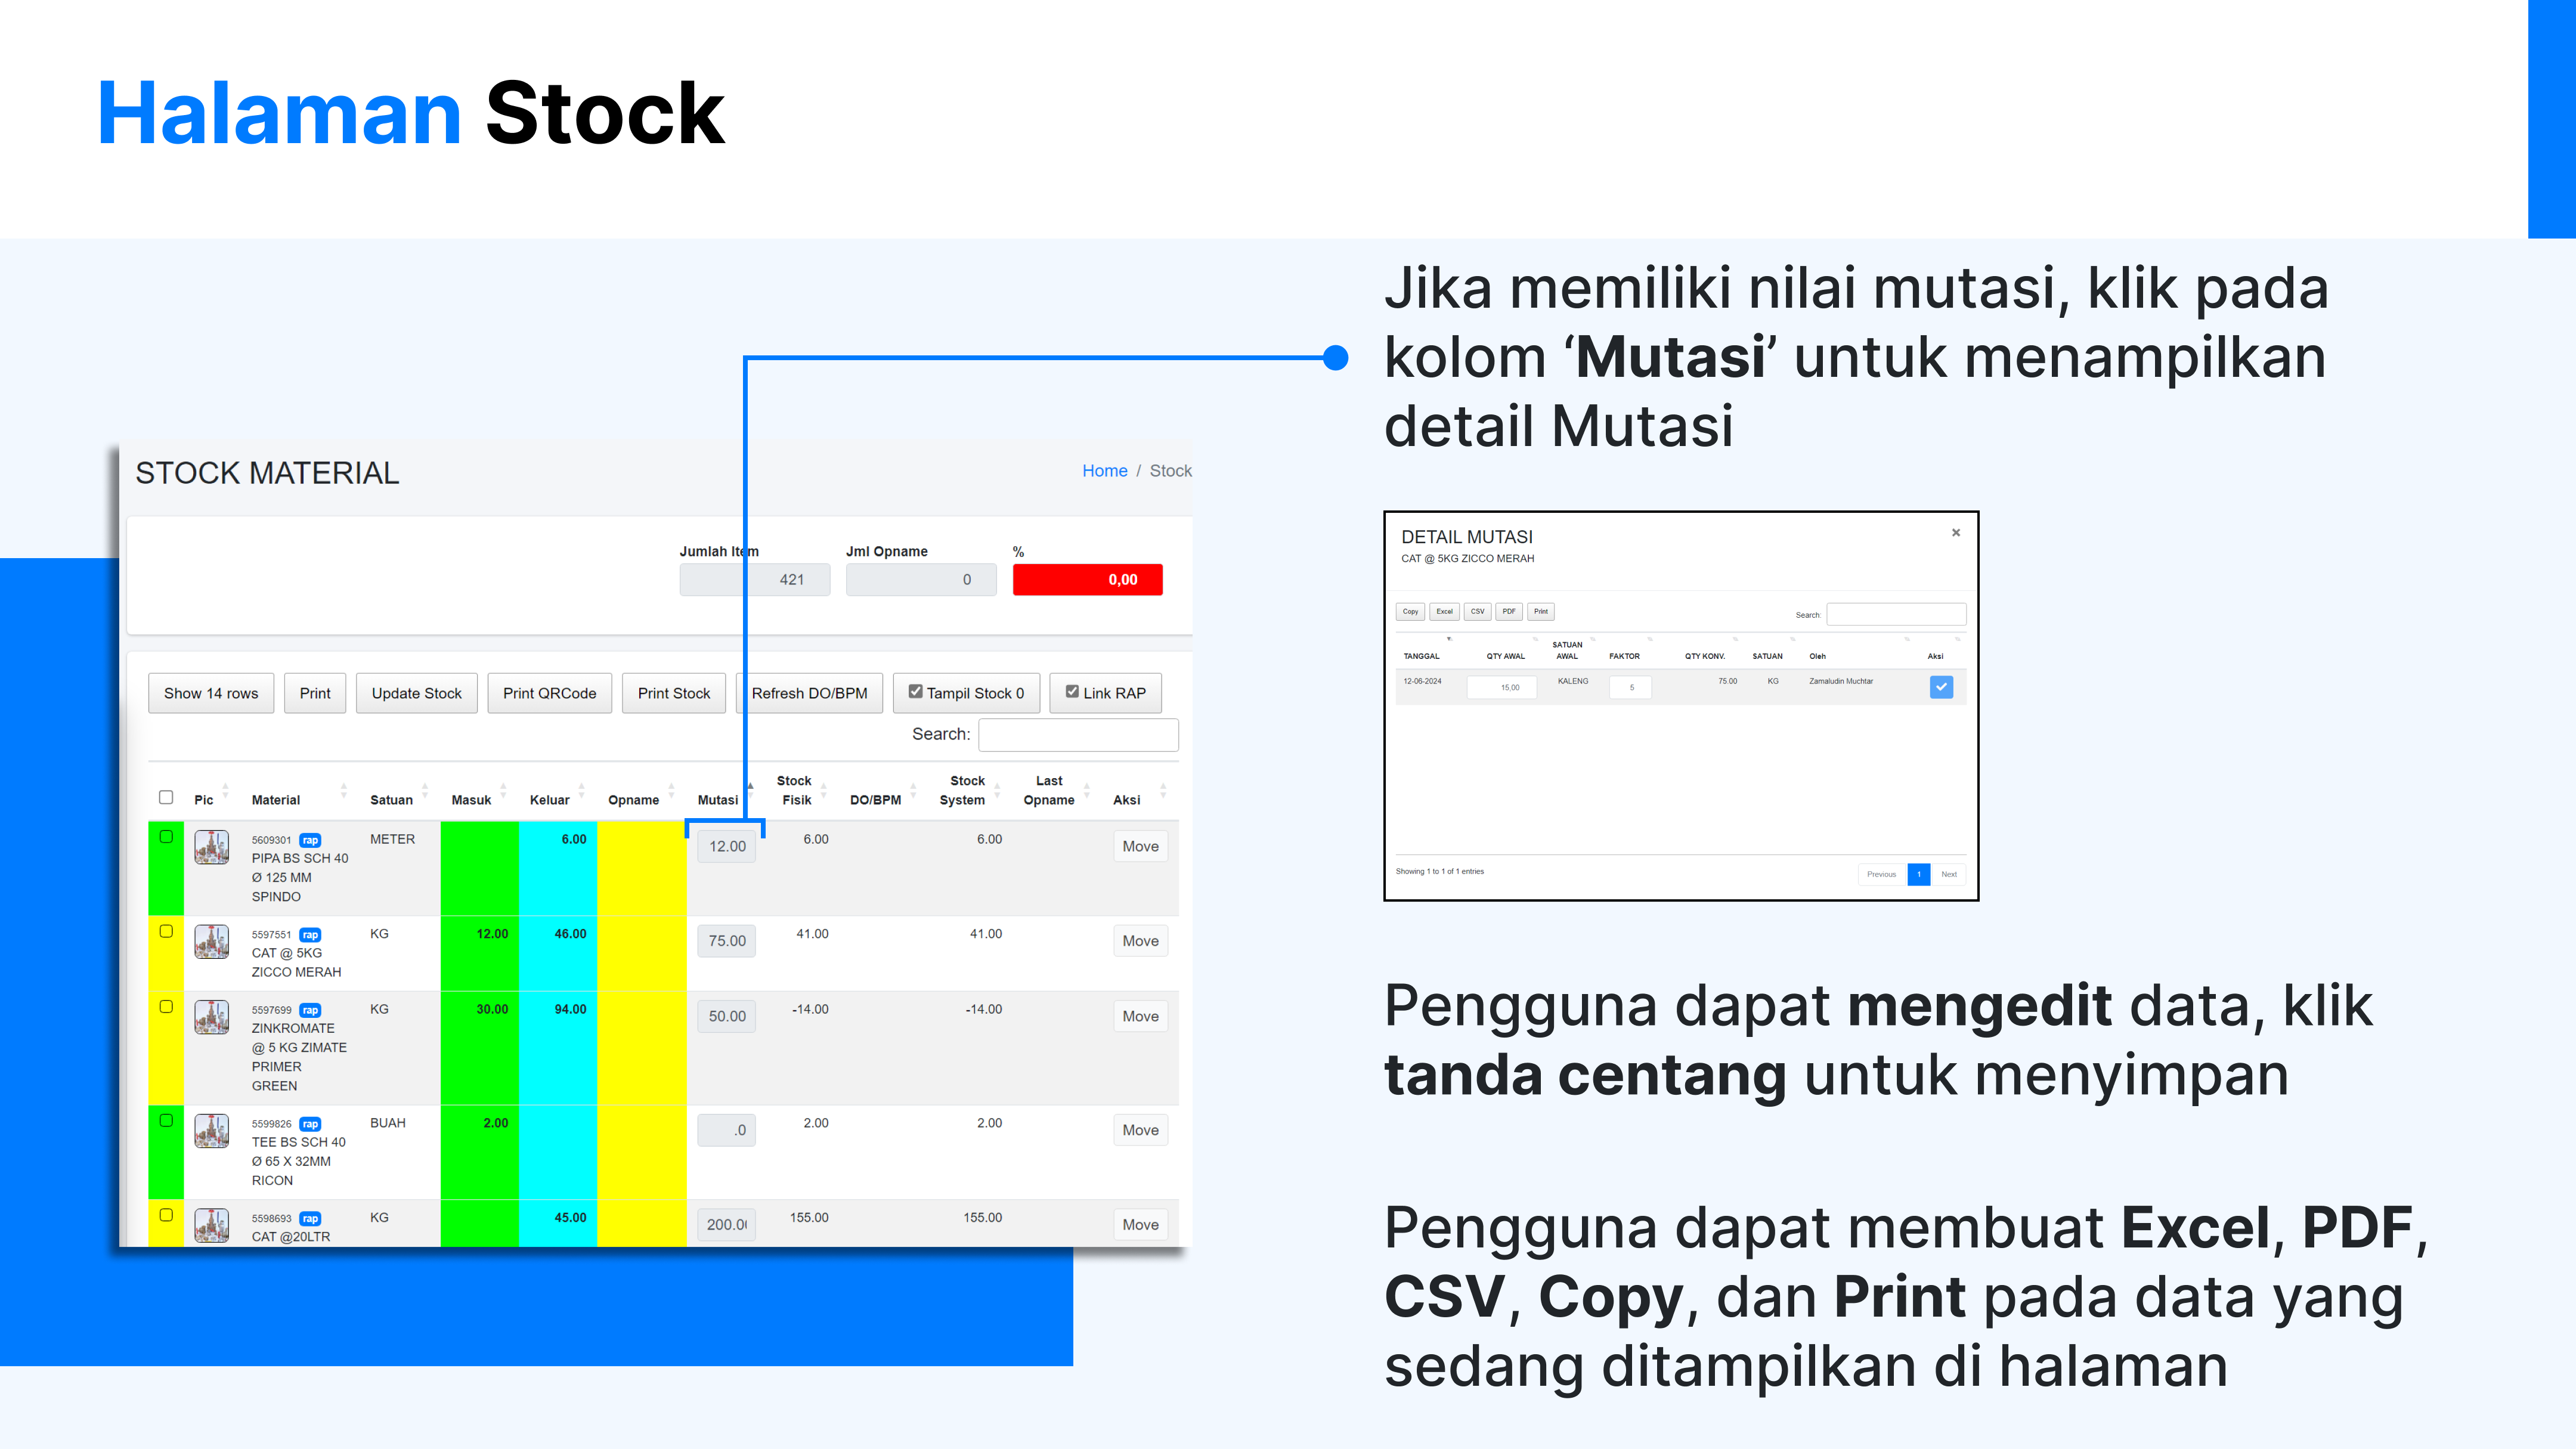 Halaman Stock
Jika memiliki nilai mutasi, klik pada
kolom ‘Mutasi’ untuk menampilkan
detail Mutasi
STOCK MATERIAL
Home / Stock
Jumlah Item Jml Opname %
421 0 0,00
Show 14 rows Print Update Stock Print QRCode Print Stock Refresh DO/BPM Tampil Stock 0 Link RAP
Search:
Pic Material Satuan Masuk Keluar Opname Mutasi Stock Fisik DO/BPM Stock System Last Opname Aksi
5609301 rap METER 6.00 12.00 6.00 6.00 Move
PIPA BS SCH 40
Ø 125 MM
SPINDO
5597551 rap KG 12.00 46.00 75.00 41.00 41.00 Move
CAT @ 5KG
ZICCO MERAH
5597699 rap KG 30.00 94.00 50.00 -14.00 -14.00 Move
ZINKROMATE
@ 5 KG ZIMATE
PRIMER
GREEN
5599826 rap BUAH 2.00 .0 2.00 2.00 Move
TEE BS SCH 40
Ø 65 X 32MM
RICON
5598693 rap KG 45.00 200.0 155.00 155.00 Move
CAT @20LTR
DETAIL MUTASI
CAT @ 5KG ZICCO MERAH
Copy Excel CSV PDF Print
Search:
TANGGAL QTY AWAL SATUAN AWAL FAKTOR QTY KONV. SATUAN Oleh Aksi
12-06-2024 15,00 KALENG 5 75.00 KG Zamaludin Muchtar
Showing 1 to 1 of 1 entries
Previous 1 Next
Pengguna dapat mengedit data, klik
tanda centang untuk menyimpan
Pengguna dapat membuat Excel, PDF,
CSV, Copy, dan Print pada data yang
sedang ditampilkan di halaman